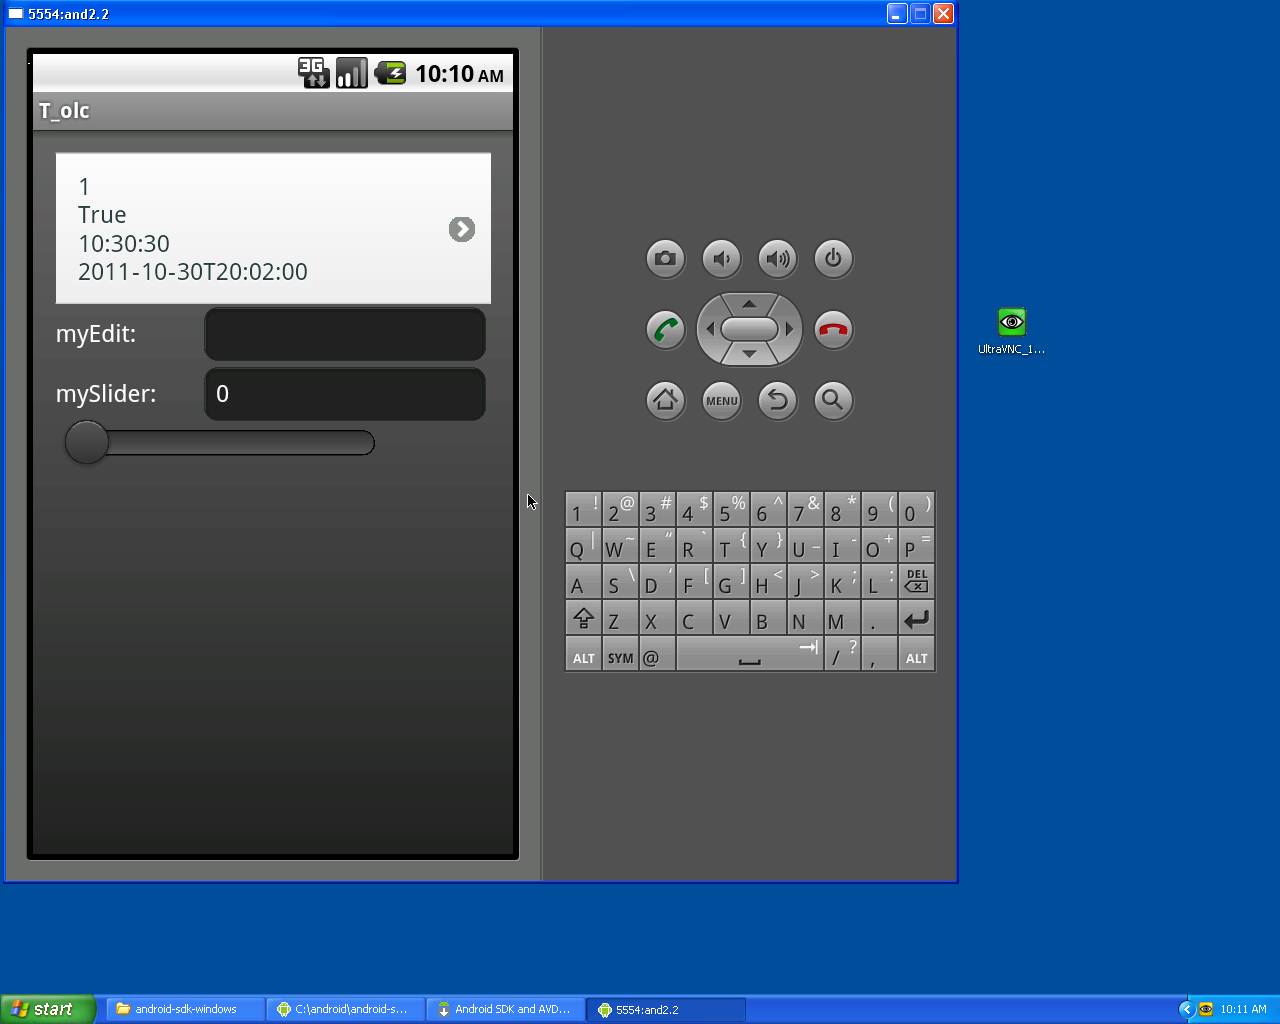 5554:and2.2
3G
10:10 AM
T_olc
1
True
10:30:30
2011-10-30T20:02:00
myEdit:
mySlider:
0
MENU
UltraVNC_1...
1 ! 2 @ 3 # 4 $ 5 % 6 ^ 7 & 8 * 9 ( 0 )
Q | W ~ E “ R ` T { Y } U _ I - O + P =
A S \ D ‘ F [ G ] H < J > K ; L : DEL
Z X C V B N M .
ALT SYM @ / ? , ALT
start
android-sdk-windows
C:\android\android-s...
Android SDK and AVD...
5554:and2.2
10:11 AM